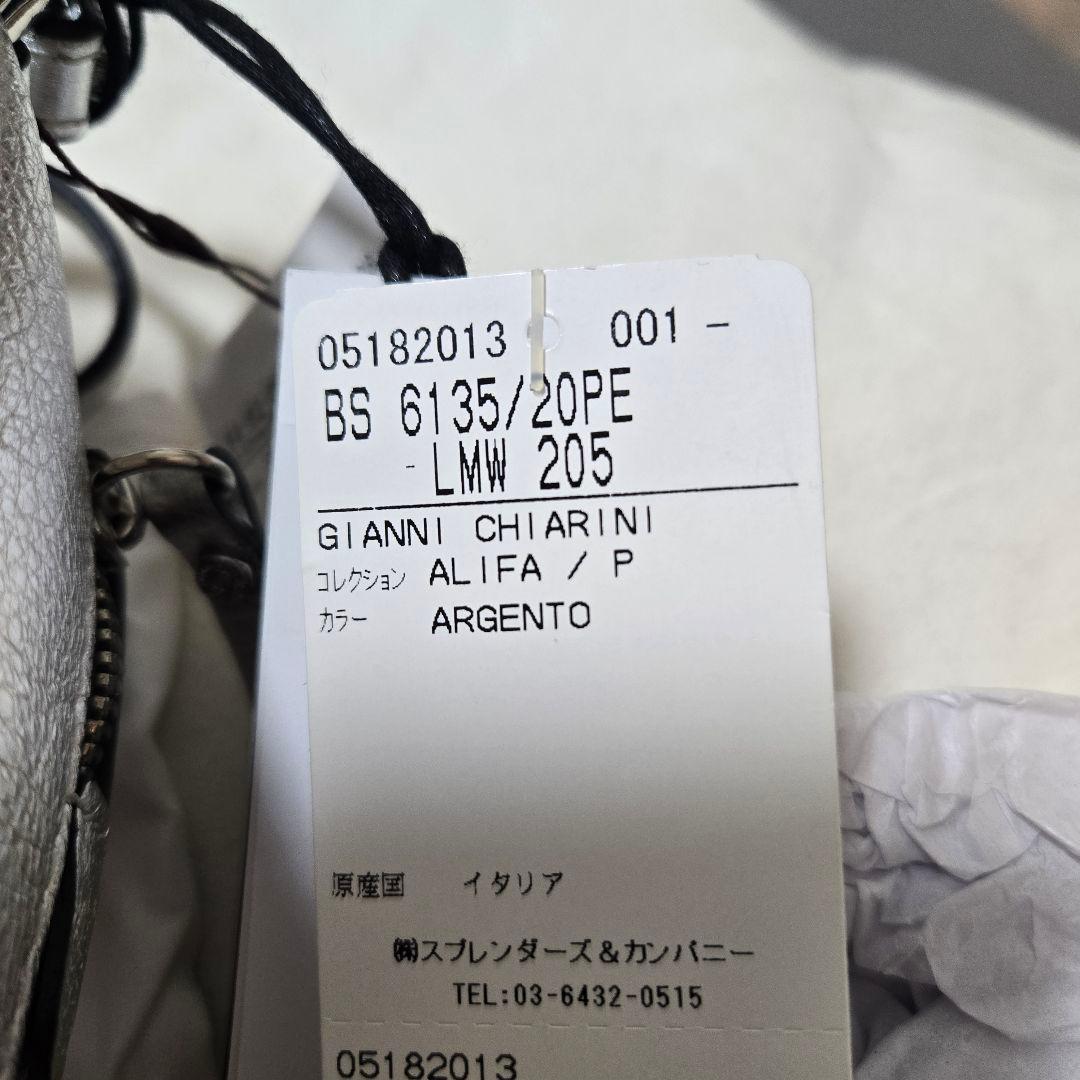 05182013 001 -
BS 6135/20PE
- LMW 205
GIANNI CHIARINI
コレクション ALIFA / P
カラー ARGENTO
原産国 イタリア
㈱スプレンダーズ&カンパニー
TEL:03-6432-0515
05182013